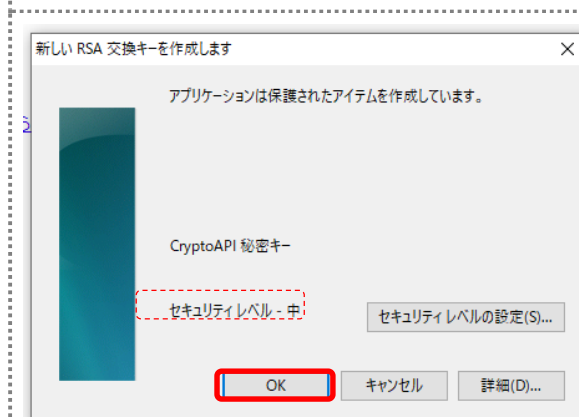 新しい RSA 交換キーを作成します
アプリケーションは保護されたアイテムを作成しています。
CryptoAPI 秘密キー
セキュリティ レベル - 中
セキュリティ レベルの設定(S)...
OK
キャンセル
詳細(D)...